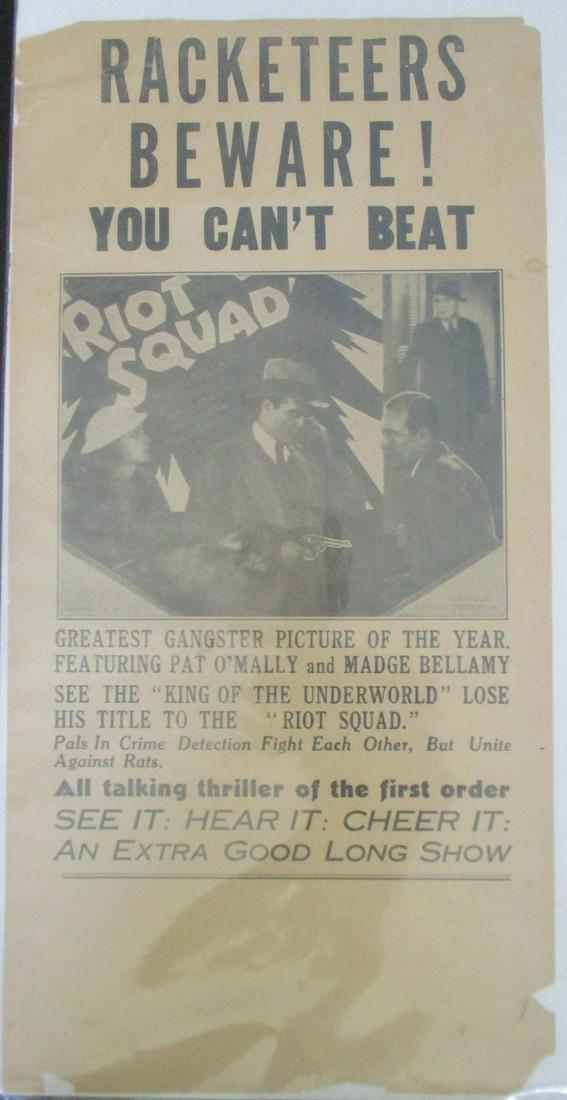 RACKETEERS
BEWARE!
YOU CAN'T BEAT
"RIOT
SQUAD"
GREATEST GANGSTER PICTURE OF THE YEAR.
FEATURING PAT O'MALLY and MADGE BELLAMY
SEE THE "KING OF THE UNDERWORLD" LOSE
HIS TITLE TO THE "RIOT SQUAD."
Pals In Crime Detection Fight Each Other, But Unite
Against Rats.
All talking thriller of the first order
SEE IT: HEAR IT: CHEER IT:
AN EXTRA GOOD LONG SHOW